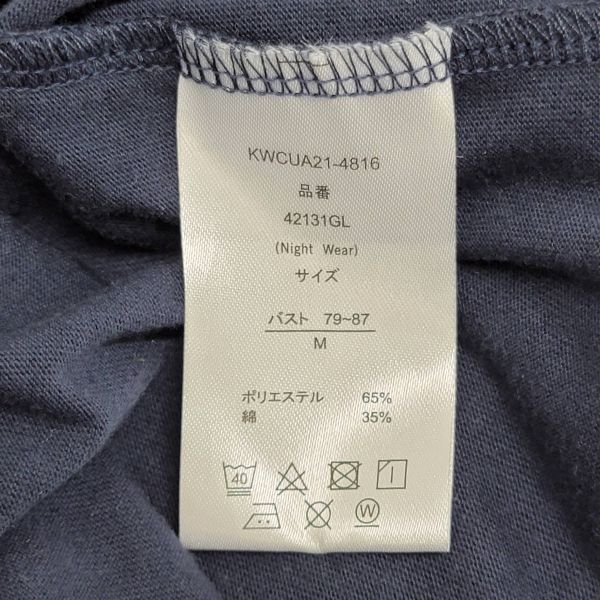 KWCUA21-4816
品番
42131GL
(Night Wear)
サイズ
バスト 79~87
M
ポリエステル 65%
綿 35%
40
W